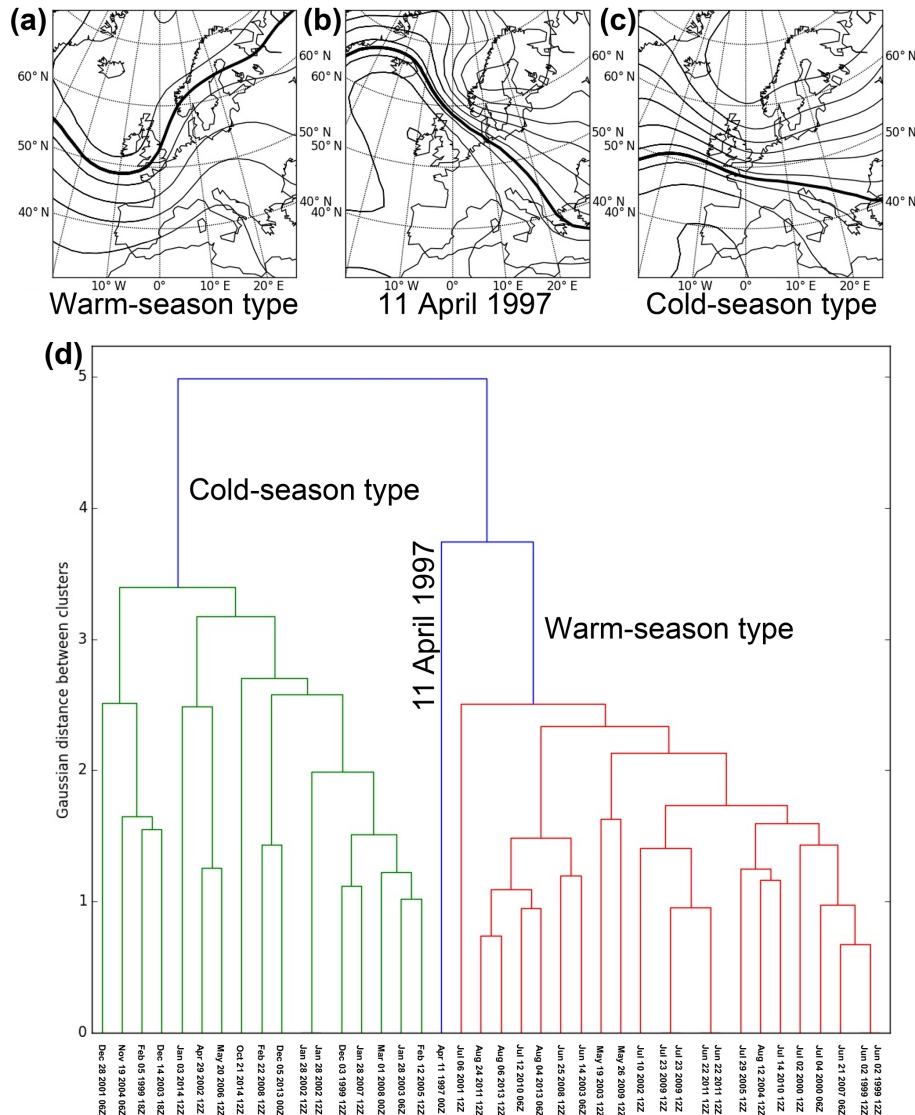 (a)
(b)
(c)
60° N
60° N
60° N
60° N
50° N
50° N
50° N
50° N
40° N
40° N
40° N
40° N
10° W
0°
10° E
20° E
10° W
0°
10° E
20° E
10° W
0°
10° E
20° E
Warm-season type
11 April 1997
Cold-season type
(d)
Gaussian distance between clusters
5
4
3
2
1
0
Cold-season type
11 April 1997
Warm-season type
Dec 28 2001 06Z
Nov 19 2004 06Z
Feb 05 1999 18Z
Dec 14 2003 18Z
Jan 03 2014 12Z
Apr 29 2002 12Z
May 20 2006 12Z
Oct 21 2014 12Z
Feb 22 2008 12Z
Dec 05 2013 00Z
Jan 28 2002 12Z
Jan 28 2002 12Z
Dec 03 1999 12Z
Jan 28 2007 12Z
Mar 01 2008 00Z
Jan 28 2003 06Z
Feb 12 2005 12Z
Apr 11 1997 00Z
Jul 06 2001 12Z
Aug 24 2011 12Z
Aug 06 2013 12Z
Jul 12 2010 06Z
Aug 04 2013 06Z
Jun 25 2008 12Z
Jun 14 2003 06Z
May 19 2003 12Z
May 26 2009 12Z
Jul 10 2002 12Z
Jul 23 2009 12Z
Jul 23 2009 12Z
Jun 22 2011 12Z
Jun 22 2011 12Z
Jul 29 2005 12Z
Aug 12 2004 12Z
Jul 14 2010 12Z
Jul 02 2000 12Z
Jul 04 2000 06Z
Jun 21 2007 06Z
Jun 02 1999 12Z
Jun 02 1999 13Z